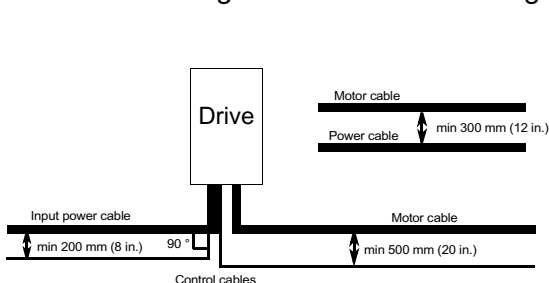 Drive
Motor cable
min 300 mm (12 in.)
Power cable
Input power cable
Motor cable
min 200 mm (8 in.)
90 °
min 500 mm (20 in.)
Control cables